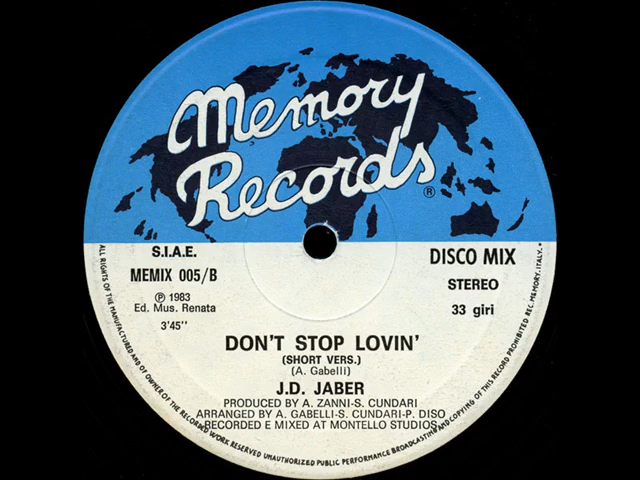 Memory
Records
®
S.I.A.E.
DISCO MIX
MEMIX 005/B
STEREO
℗ 1983
Ed. Mus. Renata
33 giri
3'45"
DON'T STOP LOVIN'
(SHORT VERS.)
(A. Gabelli)
J.D. JABER
PRODUCED BY A. ZANNI-S. CUNDARI
ARRANGED BY A. GABELLI-S. CUNDARI-P. DISO
RECORDED E MIXED AT MONTELLO STUDIOS
ALL RIGHTS OF THE MANUFACTURED AND OF OWNER OF THE RECORDED WORK RESERVED UNAUTHORIZED PUBLIC PERFORMANCE BROADCASTING AND COPYING OF THIS RECORD PROHIBITED REC. MEMORY. ITALY.